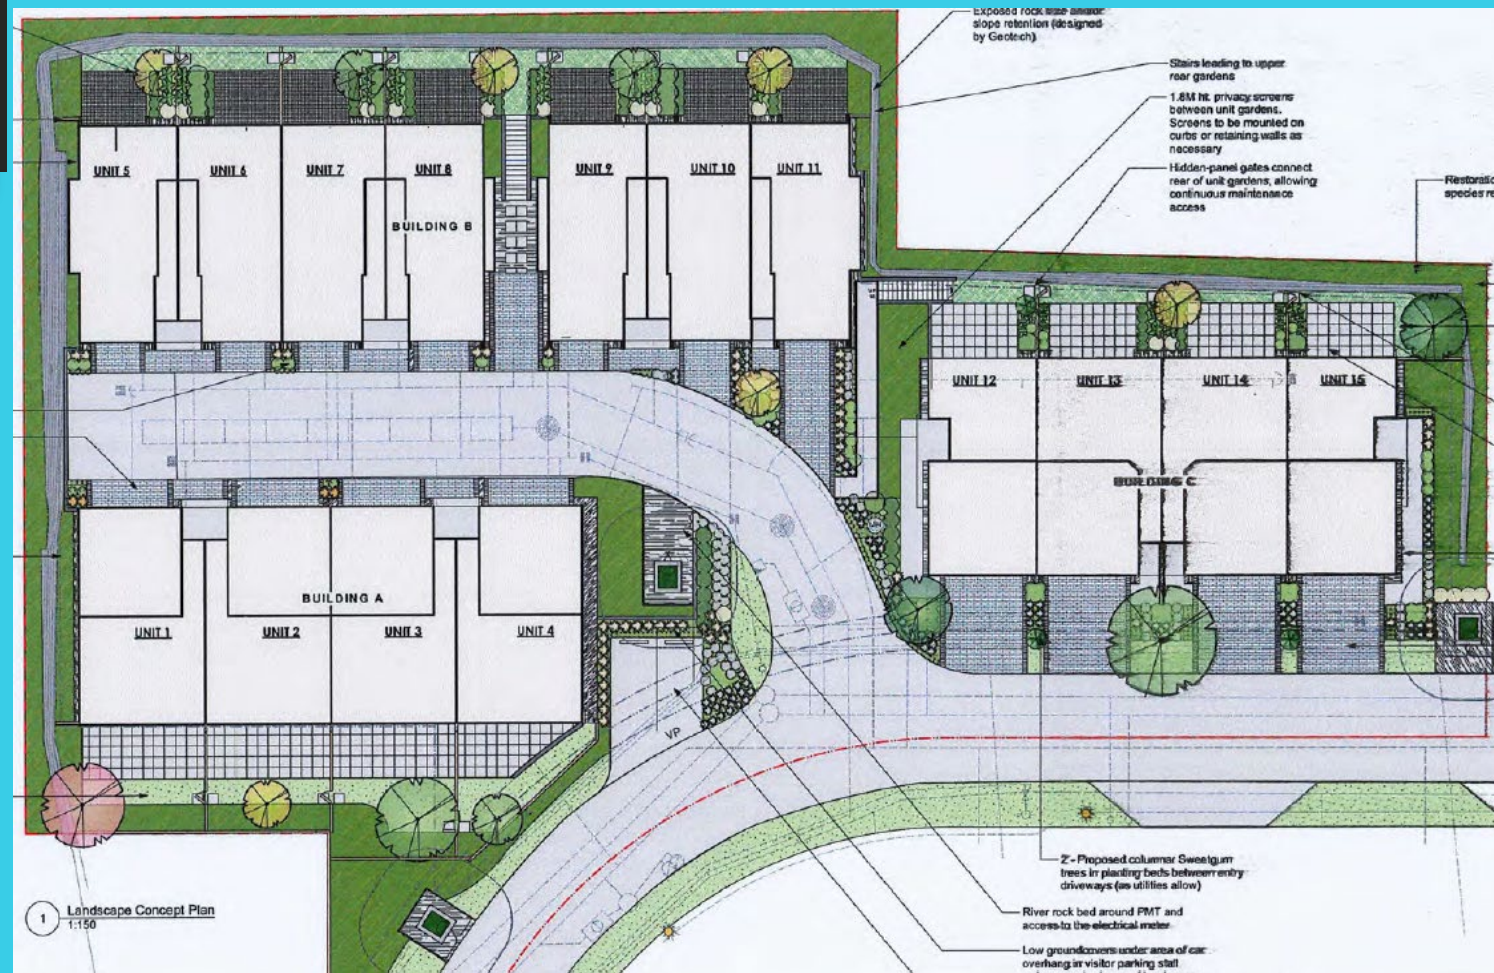 Exposed rock
slope retention (designed
by Geotech)
Stairs leading to upper
rear gardens
1.8M ht. privacy screens
between unit gardens.
Screens to be mounted on
curbs or retaining walls as
necessary
Hidden-panel gates connect
rear of unit gardens, allowing
continuous maintenance
access
Restoratio
species re
UNIT 5
UNIT 6
UNIT 7
UNIT 8
UNIT 9
UNIT 10
UNIT 11
BUILDING B
UNIT 12
UNIT 13
UNIT 14
UNIT 15
BUILDING C
BUILDING A
UNIT 1
UNIT 2
UNIT 3
UNIT 4
VP
2 - Proposed columnar Sweetgum
trees in planting beds between entry
driveways (as utilities allow)
River rock bed around PMT and
access to the electrical meter
Low groundcovers under area of car
overhang in visitor parking stall
1
Landscape Concept Plan
1:150